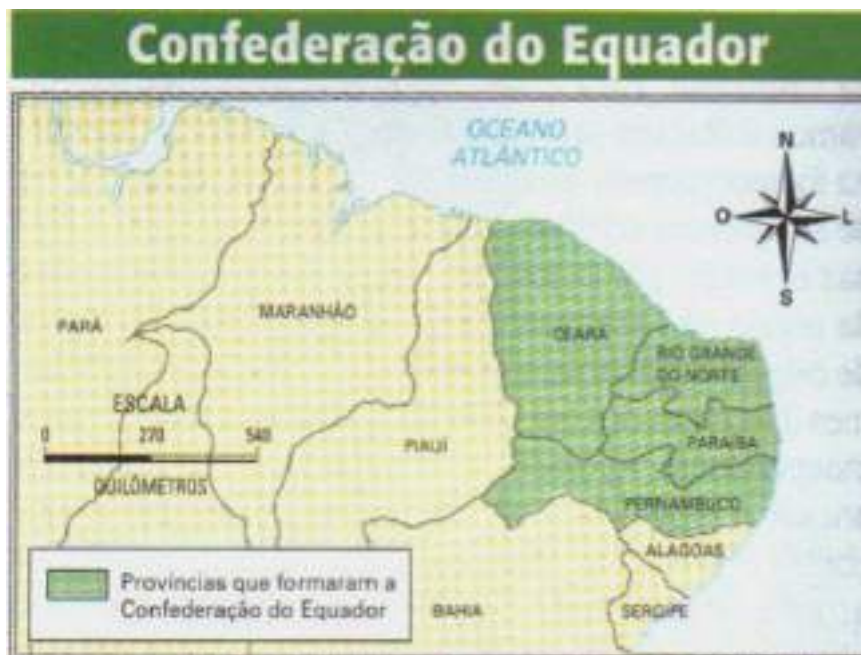 Confederação do Equador
OCEANO
ATLÂNTICO
N
O
L
S
PARÁ
MARANHÃO
CEARÁ
RIO GRANDE
DO NORTE
PARAÍBA
PIAUÍ
PERNAMBUCO
ALAGOAS
SERGIPE
BAHIA
ESCALA
0 270 540
QUILÔMETROS
Províncias que formaram a
Confederação do Equador